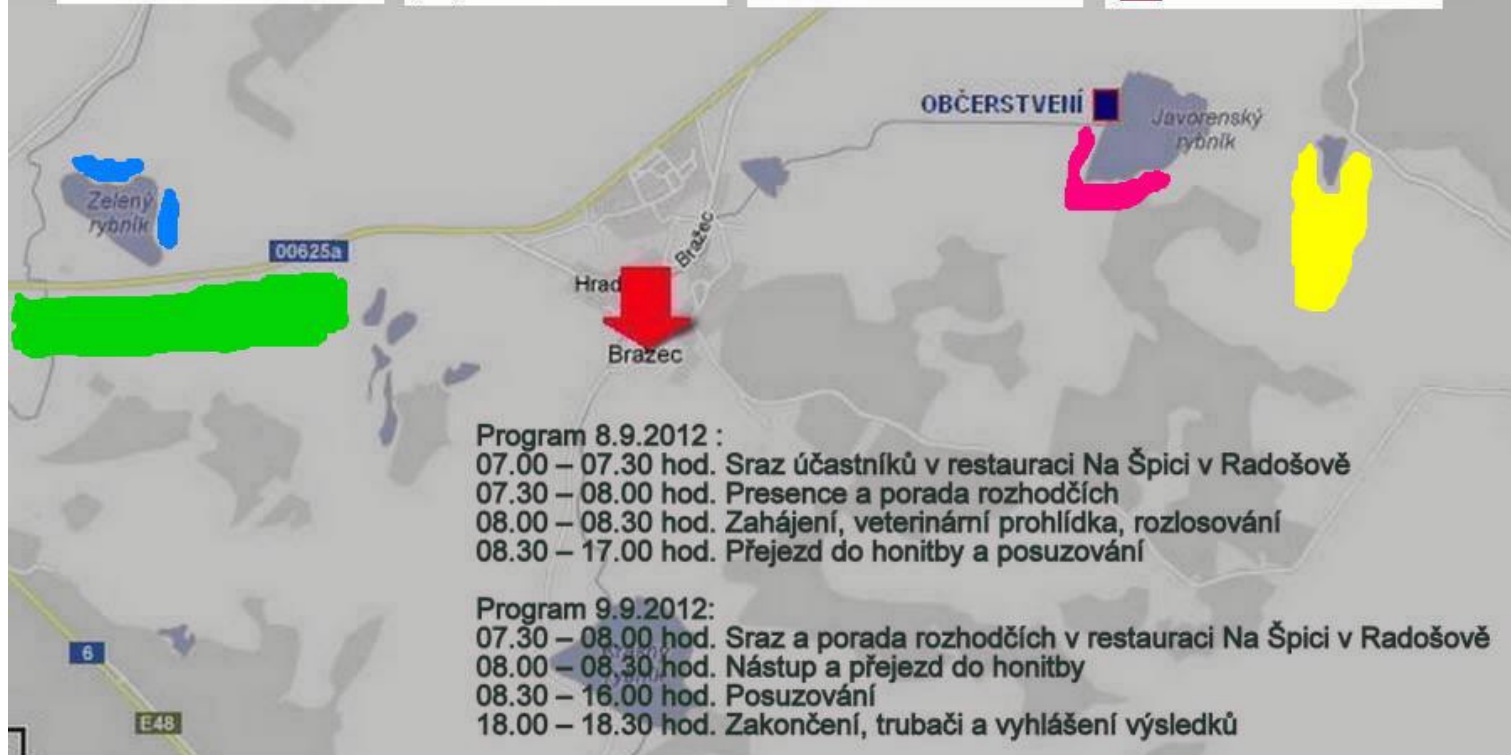 OBČERSTVENÍ
Javorenský
rybník
Zelený
rybník
00625a
Bražec
Hrad
Bražec
Program 8.9.2012 :
07.00 – 07.30 hod. Sraz účastníků v restauraci Na Špici v Radošově
07.30 – 08.00 hod. Presence a porada rozhodčích
08.00 – 08.30 hod. Zahájení, veterinární prohlídka, rozlosování
08.30 – 17.00 hod. Přejezd do honitby a posuzování
Program 9.9.2012:
07.30 – 08.00 hod. Sraz a porada rozhodčích v restauraci Na Špici v Radošově
08.00 – 08.30 hod. Nástup a přejezd do honitby
08.30 – 16.00 hod. Posuzování
18.00 – 18.30 hod. Zakončení, trubači a vyhlášení výsledků
6
E48